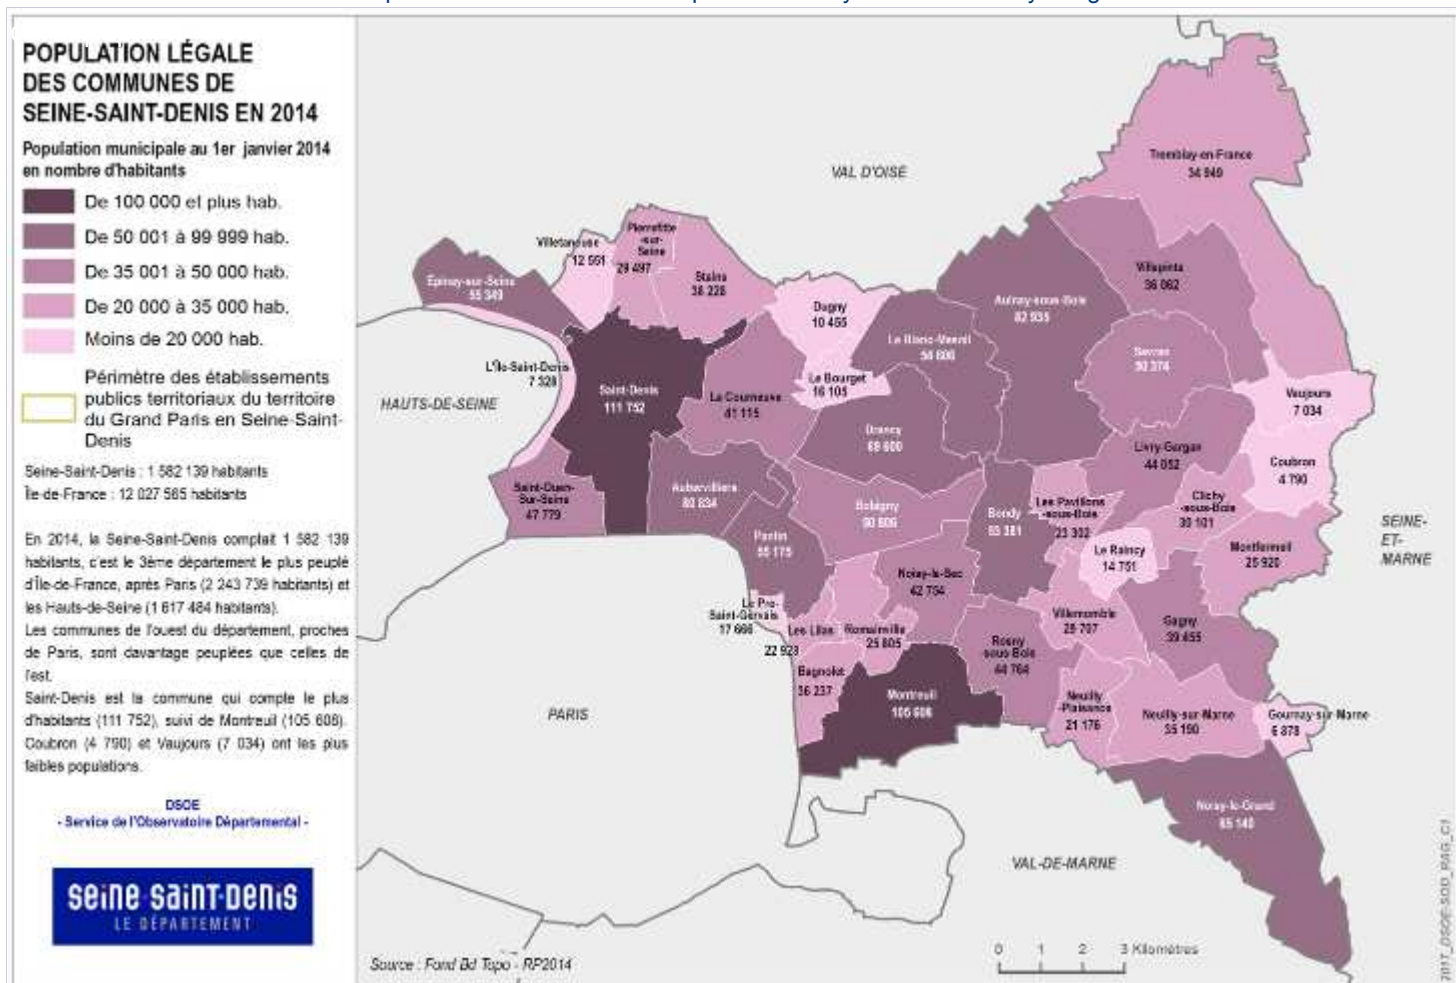 POPULATION LÉGALE
DES COMMUNES DE
SEINE-SAINT-DENIS EN 2014
Population municipale au 1er janvier 2014
en nombre d'habitants
De 100 000 et plus hab.
De 50 001 à 99 999 hab.
De 35 001 à 50 000 hab.
De 20 000 à 35 000 hab.
Moins de 20 000 hab.
Périmètre des établissements
publics territoriaux du territoire
du Grand Paris en Seine-Saint-
Denis
Seine-Saint-Denis : 1 582 139 habitants
Île-de-France : 12 027 565 habitants
En 2014, la Seine-Saint-Denis comptait 1 582 139
habitants, c'est le 3ème département le plus peuplé
d'Île-de-France, après Paris (2 243 739 habitants) et
les Hauts-de-Seine (1 617 484 habitants).
Les communes de l'ouest du département, proches
de Paris, sont davantage peuplées que celles de
l'est.
Saint-Denis est la commune qui compte le plus
d'habitants (111 752), suivi de Montreuil (105 608).
Coubron (4 790) et Vaujours (7 034) ont les plus
faibles populations.
DSOE
- Service de l'Observatoire Départemental -
seine·saint·denis
LE DÉPARTEMENT
VAL D'OISE
HAUTS-DE-SEINE
PARIS
VAL-DE-MARNE
SEINE-
ET-
MARNE
Tremblay-en-France
34 949
Villetaneuse
12 551
Pierrefitte
-sur-
Seine
29 497
Stains
38 228
Epinay-sur-Seine
55 349
Dugny
10 455
Aulnay-sous-Bois
82 935
Villepinte
36 062
Le Blanc-Mesnil
L'Île-Saint-Denis
7 328
Saint-Denis
111 752
La Courneuve
41 115
Le Bourget
16 105
Sevran
50 374
Vaujours
7 034
Drancy
69 600
Livry-Gargan
44 052
Coubron
4 790
Saint-Ouen-
Sur-Seine
47 779
Aubervilliers
80 834
Bobigny
Bondy
53 381
Les Pavillons
-sous-Bois
23 302
Clichy
-sous-Bois
30 101
Pantin
55 175
Le Raincy
14 751
Montfermeil
25 920
Noisy-le-Sec
42 754
Le Pre-
Saint-Gervais
17 666
Les Lilas
22 923
Romainville
25 805
Villemomble
29 707
Gagny
39 455
Rosny
-sous-Bois
44 764
Bagnolet
36 237
Montreuil
105 608
Neuilly
-Plaisance
21 176
Neuilly-sur-Marne
35 190
Gournay-sur-Marne
6 878
Noisy-le-Grand
65 140
0 1 2 3 Kilomètres
Source : Fond Bd Topo - RP2014